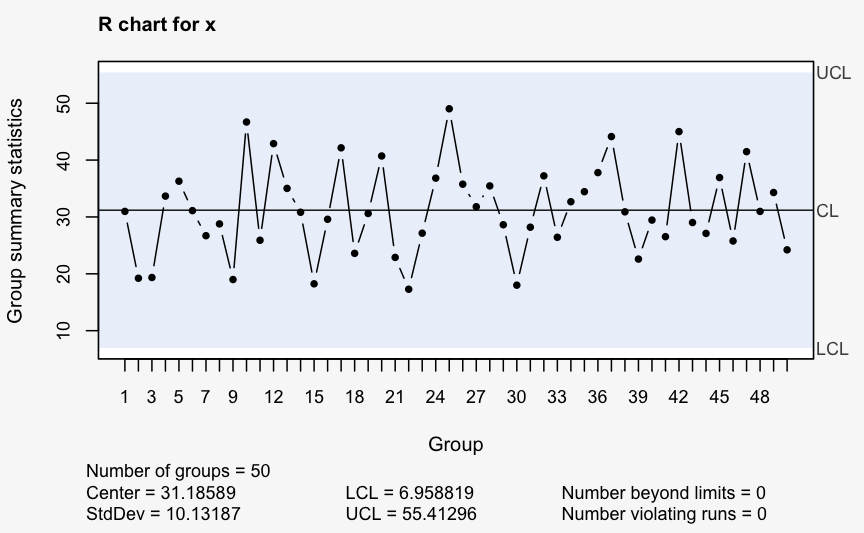 R chart for x
Group summary statistics
50
40
30
20
10
UCL
CL
LCL
1 3 5 7 9 12 15 18 21 24 27 30 33 36 39 42 45 48
Group
Number of groups = 50
Center = 31.18589 LCL = 6.958819 Number beyond limits = 0
StdDev = 10.13187 UCL = 55.41296 Number violating runs = 0